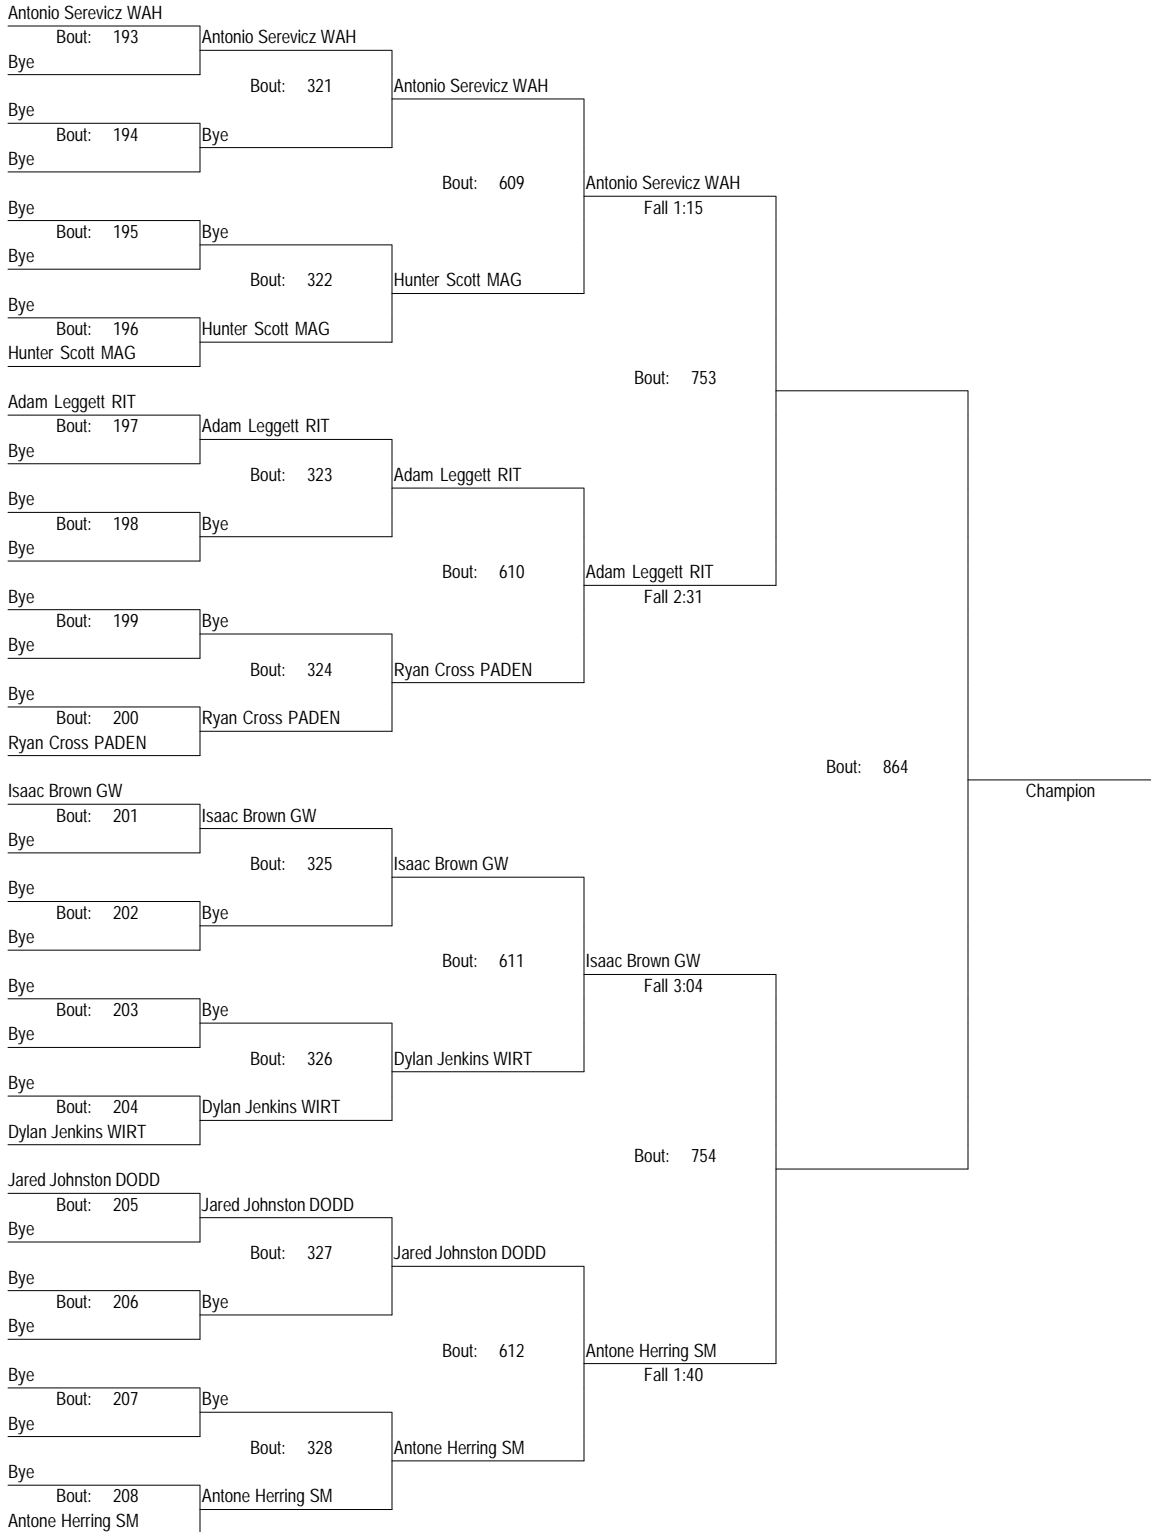 Antonio Serevicz WAH
Bout: 193
Antonio Serevicz WAH
Bye
Bout: 321
Antonio Serevicz WAH
Bye
Bout: 194
Bye
Bye
Bout: 609
Antonio Serevicz WAH
Bye
Fall 1:15
Bout: 195
Bye
Bye
Bout: 322
Hunter Scott MAG
Bye
Bout: 196
Hunter Scott MAG
Hunter Scott MAG
Bout: 753
Adam Leggett RIT
Bout: 197
Adam Leggett RIT
Bye
Bout: 323
Adam Leggett RIT
Bye
Bout: 198
Bye
Bye
Bout: 610
Adam Leggett RIT
Bye
Fall 2:31
Bout: 199
Bye
Bye
Bout: 324
Ryan Cross PADEN
Bye
Bout: 200
Ryan Cross PADEN
Ryan Cross PADEN
Bout: 864
Isaac Brown GW
Champion
Bout: 201
Isaac Brown GW
Bye
Bout: 325
Isaac Brown GW
Bye
Bout: 202
Bye
Bye
Bout: 611
Isaac Brown GW
Bye
Fall 3:04
Bout: 203
Bye
Bye
Bout: 326
Dylan Jenkins WIRT
Bye
Bout: 204
Dylan Jenkins WIRT
Dylan Jenkins WIRT
Bout: 754
Jared Johnston DODD
Bout: 205
Jared Johnston DODD
Bye
Bout: 327
Jared Johnston DODD
Bye
Bout: 206
Bye
Bye
Bout: 612
Antone Herring SM
Bye
Fall 1:40
Bout: 207
Bye
Bye
Bout: 328
Antone Herring SM
Bye
Bout: 208
Antone Herring SM
Antone Herring SM